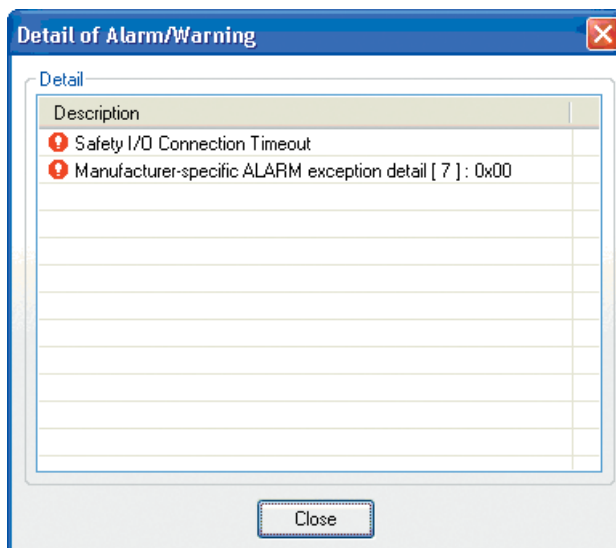 Detail of Alarm/Warning
Detail
Description
Safety I/O Connection Timeout
Manufacturer-specific ALARM exception detail [ 7 ] : 0x00
Close